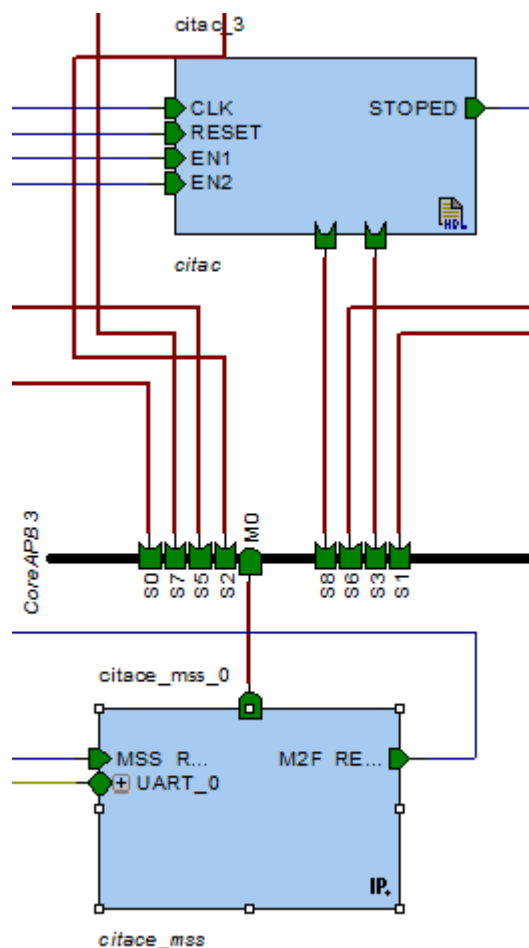 citac_3
CLK STOPED
RESET
EN1
EN2
HDL
citac
CoreAPB3
S0 S7 S5 S2 M0 S8 S6 S3 S1
citace_mss_0
MSS_R... M2F_RE...
+ UART_0
IP
citace_mss